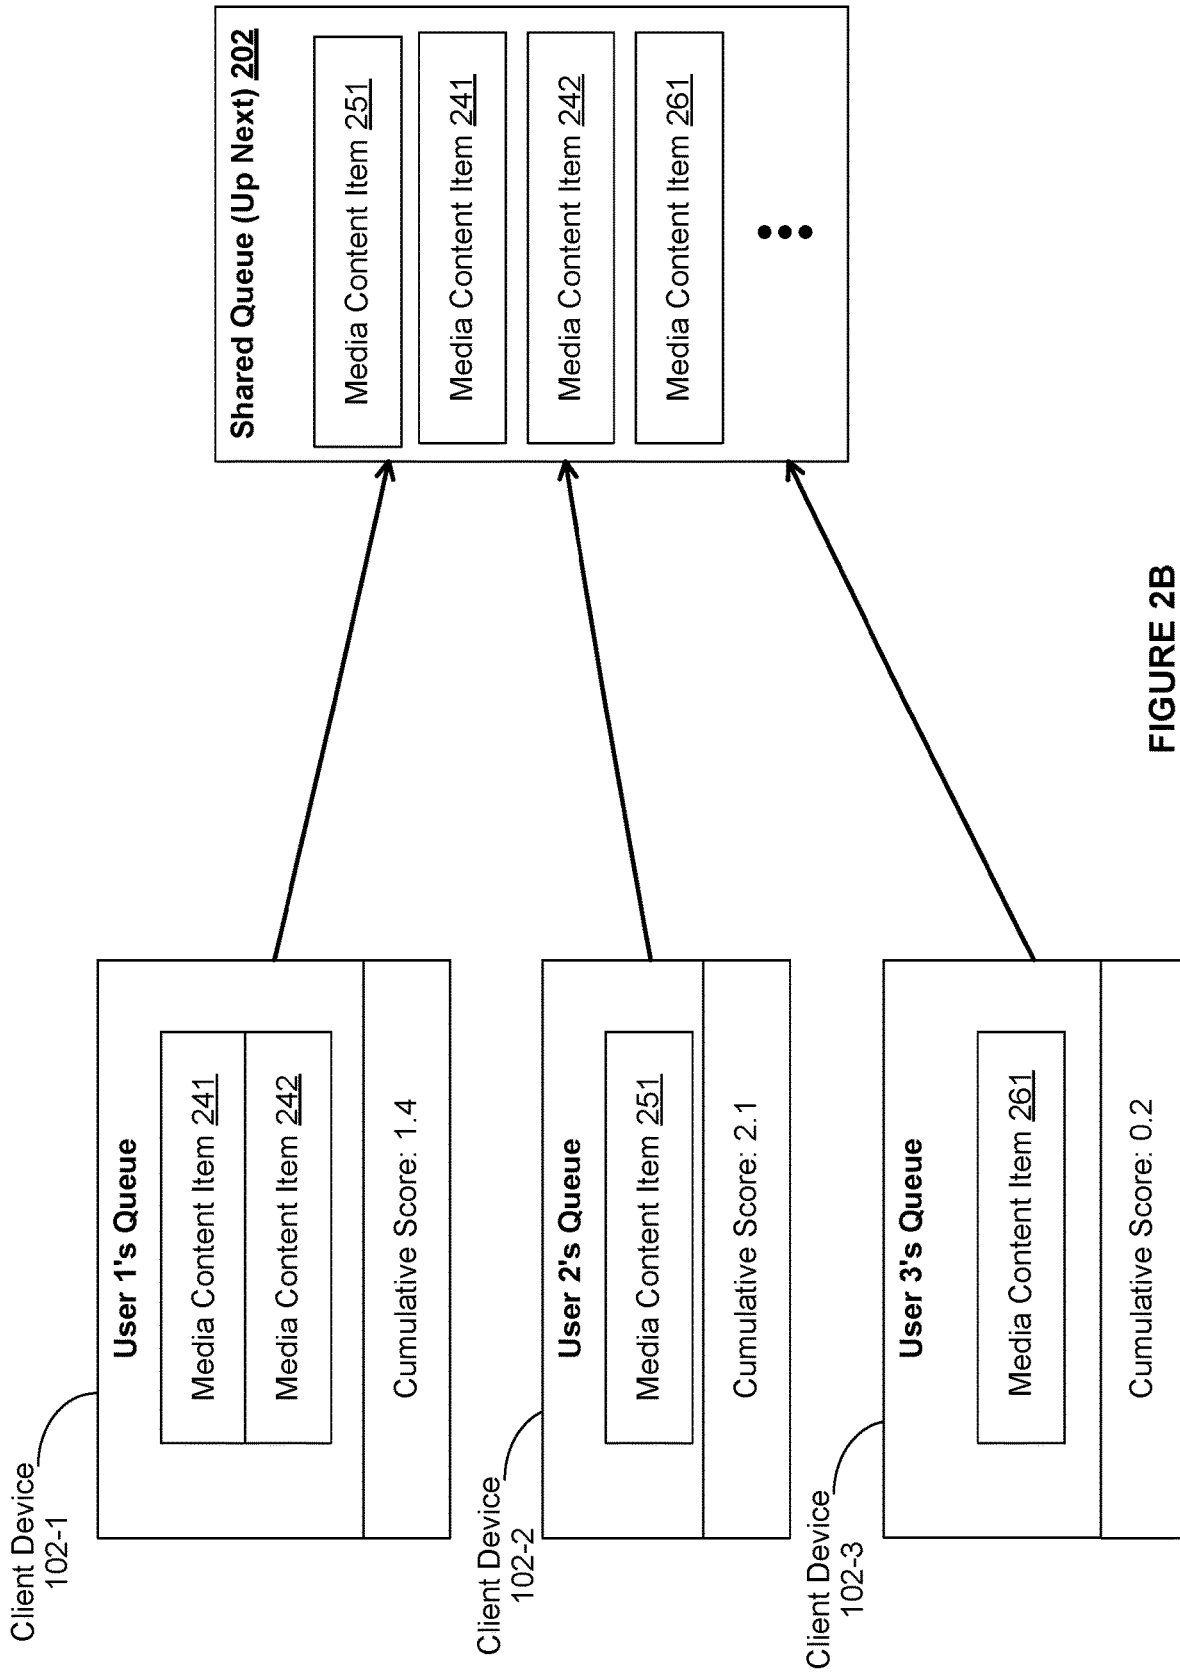 Client Device
102-1
User 1's Queue
Media Content Item 241
Media Content Item 242
Cumulative Score: 1.4
Client Device
102-2
User 2's Queue
Media Content Item 251
Cumulative Score: 2.1
Client Device
102-3
User 3's Queue
Media Content Item 261
Cumulative Score: 0.2
Shared Queue (Up Next) 202
Media Content Item 251
Media Content Item 241
Media Content Item 242
Media Content Item 261
FIGURE 2B